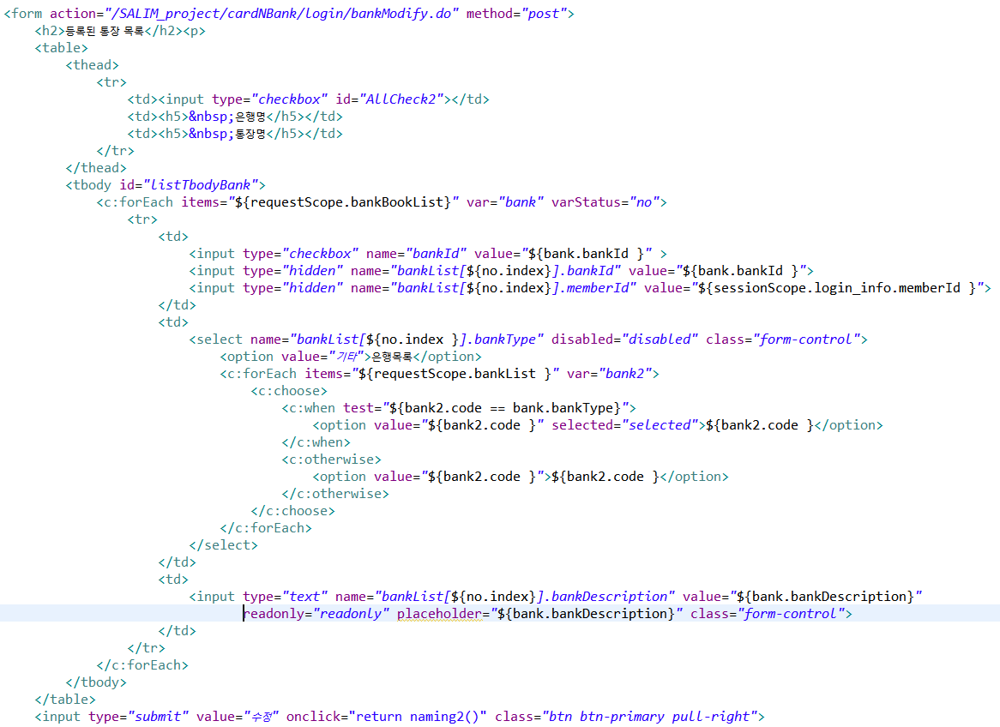 <form action="/SALIM_project/cardNBank/login/bankModify.do" method="post">
<h2>등록된 통장 목록</h2><p>
<table>
<thead>
<tr>
<td><input type="checkbox" id="AllCheck2"></td>
<td><h5>&nbsp;은행명</h5></td>
<td><h5>&nbsp;통장명</h5></td>
</tr>
</thead>
<tbody id="listTbodyBank">
<c:forEach items="${requestScope.bankBookList}" var="bank" varStatus="no">
<tr>
<td>
<input type="checkbox" name="bankId" value="${bank.bankId }" >
<input type="hidden" name="bankList[${no.index}].bankId" value="${bank.bankId }">
<input type="hidden" name="bankList[${no.index}].memberId" value="${sessionScope.login_info.memberId }">
</td>
<td>
<select name="bankList[${no.index }].bankType" disabled="disabled" class="form-control">
<option value="기타">은행목록</option>
<c:forEach items="${requestScope.bankList }" var="bank2">
<c:choose>
<c:when test="${bank2.code == bank.bankType}">
<option value="${bank2.code }" selected="selected">${bank2.code }</option>
</c:when>
<c:otherwise>
<option value="${bank2.code }">${bank2.code }</option>
</c:otherwise>
</c:choose>
</c:forEach>
</select>
</td>
<td>
<input type="text" name="bankList[${no.index}].bankDescription" value="${bank.bankDescription}"
readonly="readonly" placeholder="${bank.bankDescription}" class="form-control">
</td>
</tr>
</c:forEach>
</tbody>
</table>
<input type="submit" value="수정" onclick="return naming2()" class="btn btn-primary pull-right">